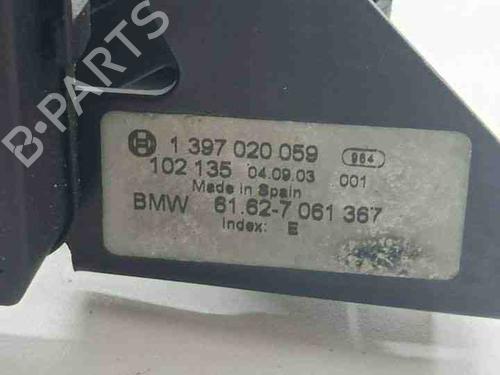 B-PARTS
1 397 020 059 984
102 135 04.09.03 001
Made in Spain
BMW 61.62-7 061 367
Index: E